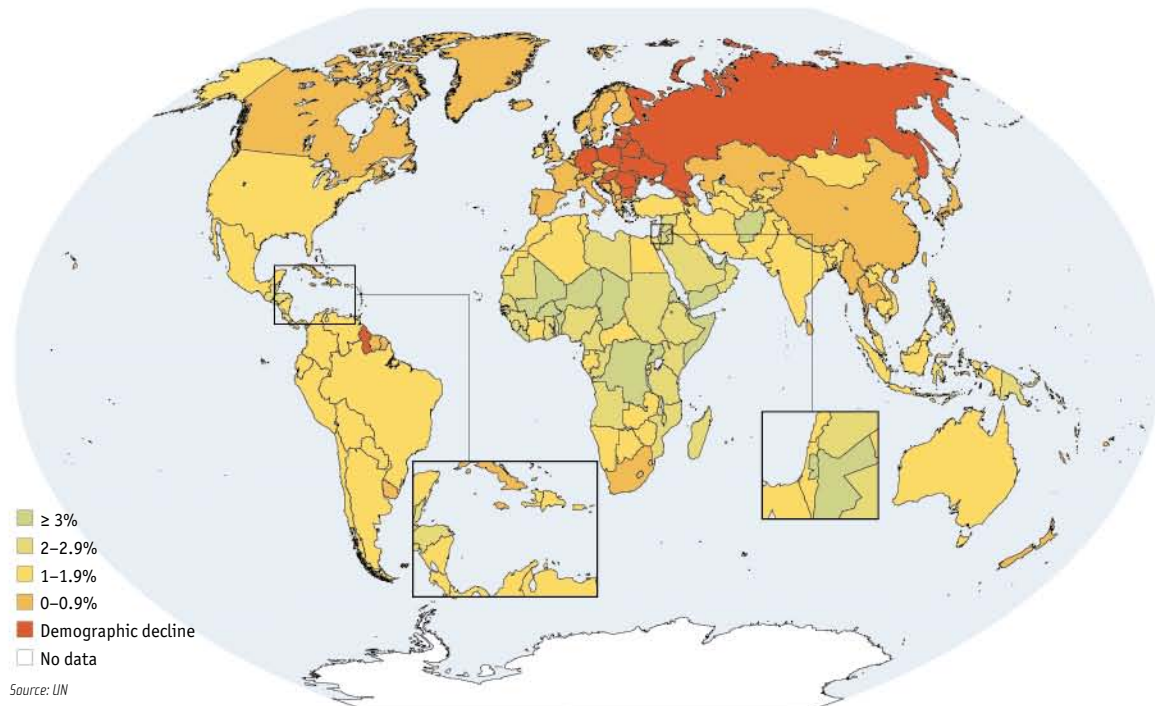 ≥ 3%
2–2.9%
1–1.9%
0–0.9%
Demographic decline
No data
Source: UN